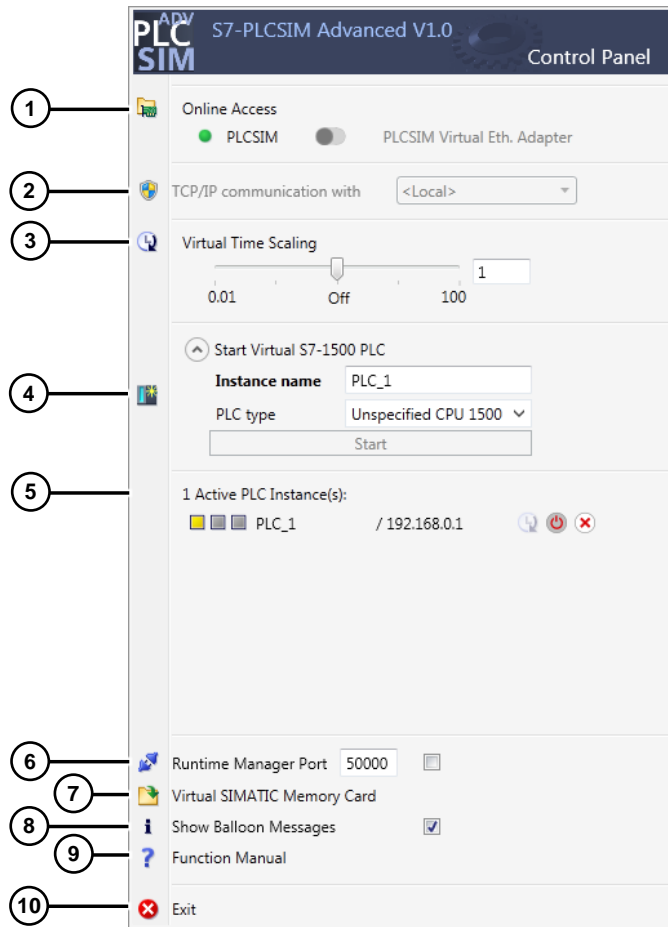 PLC ADV
SIM
S7-PLCSIM Advanced V1.0
Control Panel
1
Online Access
PLCSIM PLCSIM Virtual Eth. Adapter
2
TCP/IP communication with <Local>
3
Virtual Time Scaling
1
0.01 Off 100
Start Virtual S7-1500 PLC
4
Instance name PLC_1
PLC type Unspecified CPU 1500
Start
5
1 Active PLC Instance(s):
PLC_1 / 192.168.0.1
6
Runtime Manager Port 50000
7
Virtual SIMATIC Memory Card
8
Show Balloon Messages
9
Function Manual
10
Exit